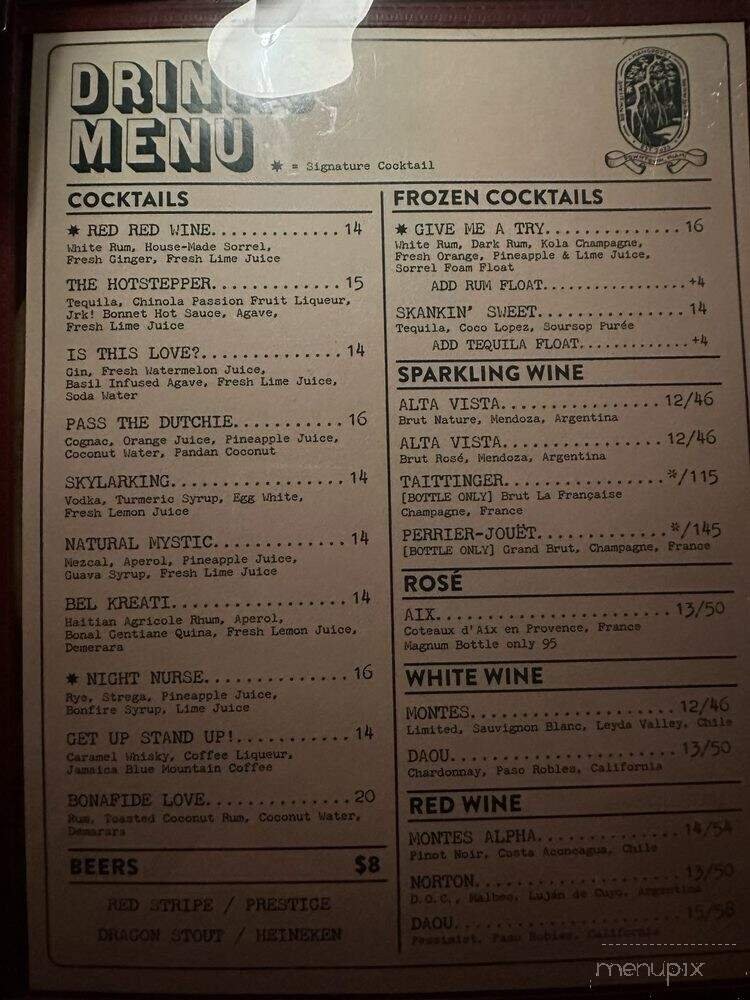 DRINKS
MENU
✷ = Signature Cocktail
COCKTAILS
✷ RED RED WINE............14
White Rum, House-Made Sorrel,
Fresh Ginger, Fresh Lime Juice
THE HOTSTEPPER............15
Tequila, Chinola Passion Fruit Liqueur,
Jrk! Bonnet Hot Sauce, Agave,
Fresh Lime Juice
IS THIS LOVE?.............14
Gin, Fresh Watermelon Juice,
Basil Infused Agave, Fresh Lime Juice,
Soda Water
PASS THE DUTCHIE..........16
Cognac, Orange Juice, Pineapple Juice,
Coconut Water, Pandan Coconut
SKYLARKING................14
Vodka, Turmeric Syrup, Egg White,
Fresh Lemon Juice
NATURAL MYSTIC............14
Mezcal, Aperol, Pineapple Juice,
Guava Syrup, Fresh Lime Juice
BEL KREATI................14
Haitian Agricole Rhum, Aperol,
Bonal Gentiane Quina, Fresh Lemon Juice,
Demerara
✷ NIGHT NURSE.............16
Rye, Strega, Pineapple Juice,
Bonfire Syrup, Lime Juice
GET UP STAND UP!..........14
Caramel Whisky, Coffee Liqueur,
Jamaica Blue Mountain Coffee
BONAFIDE LOVE.............20
Rum, Toasted Coconut Rum, Coconut Water,
Demarara
BEERS $8
RED STRIPE / PRESTIGE
DRAGON STOUT / HEINEKEN
FROZEN COCKTAILS
✷ GIVE ME A TRY............16
White Rum, Dark Rum, Kola Champagne,
Fresh Orange, Pineapple & Lime Juice,
Sorrel Foam Float
ADD RUM FLOAT................+4
SKANKIN' SWEET.............14
Tequila, Coco Lopez, Soursop Purée
ADD TEQUILA FLOAT............+4
SPARKLING WINE
ALTA VISTA................12/46
Brut Nature, Mendoza, Argentina
ALTA VISTA................12/46
Brut Rosé, Mendoza, Argentina
TAITTINGER................*/115
[BOTTLE ONLY] Brut La Française
Champagne, France
PERRIER-JOUËT.............*/145
[BOTTLE ONLY] Grand Brut, Champagne, France
ROSÉ
AIX.......................13/50
Coteaux d'Aix en Provence, France
Magnum Bottle only 95
WHITE WINE
MONTES....................12/46
Limited, Sauvignon Blanc, Leyda Valley, Chile
DAOU......................13/50
Chardonnay, Paso Robles, California
RED WINE
MONTES ALPHA..............14/54
Pinot Noir, Costa Aconcagua, Chile
NORTON....................13/50
D.O.C., Malbec, Luján de Cuyo, Argentina
DAOU......................15/58
Pessimist, Paso Robles, California
menupix